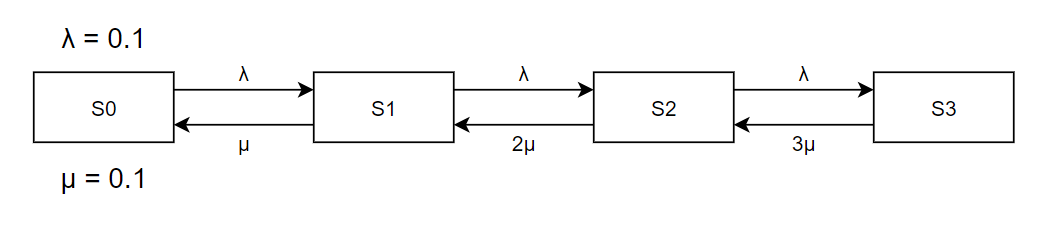 λ = 0.1
λ
λ
λ
S0
S1
S2
S3
μ
2μ
3μ
μ = 0.1